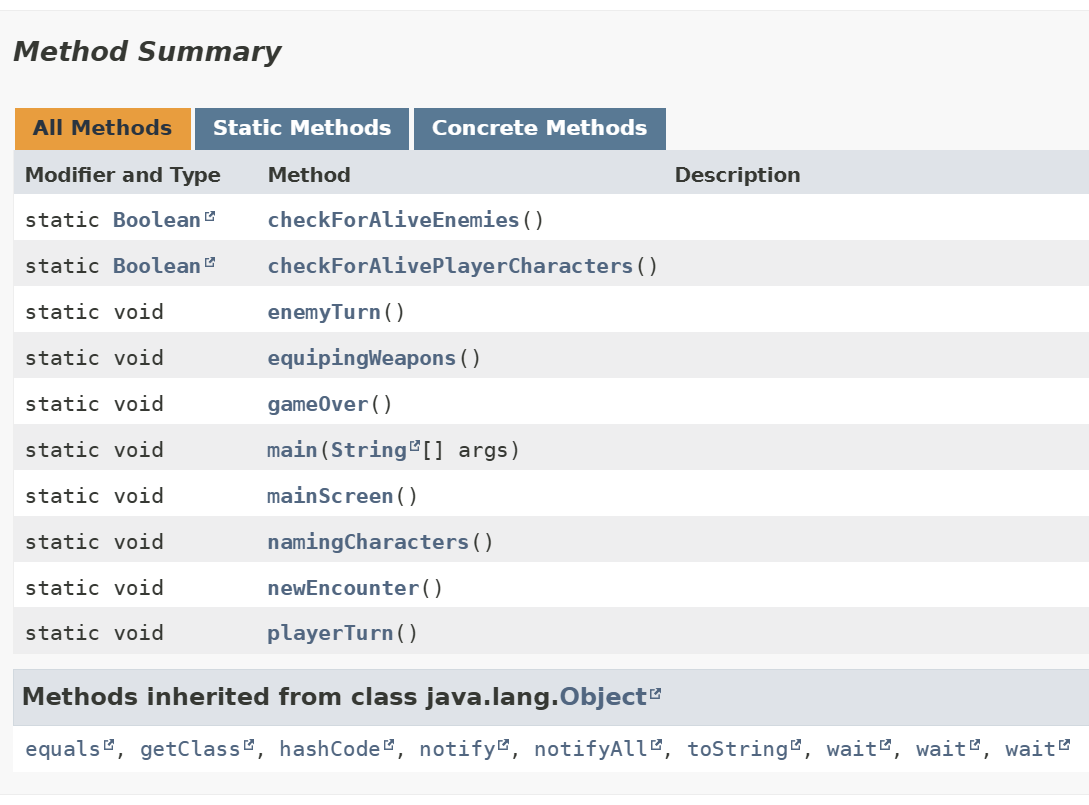 Method Summary
All Methods Static Methods Concrete Methods
Modifier and Type Method Description
static Boolean checkForAliveEnemies()
static Boolean checkForAlivePlayerCharacters()
static void enemyTurn()
static void equipingWeapons()
static void gameOver()
static void main(String[] args)
static void mainScreen()
static void namingCharacters()
static void newEncounter()
static void playerTurn()
Methods inherited from class java.lang.Object
equals, getClass, hashCode, notify, notifyAll, toString, wait, wait, wait